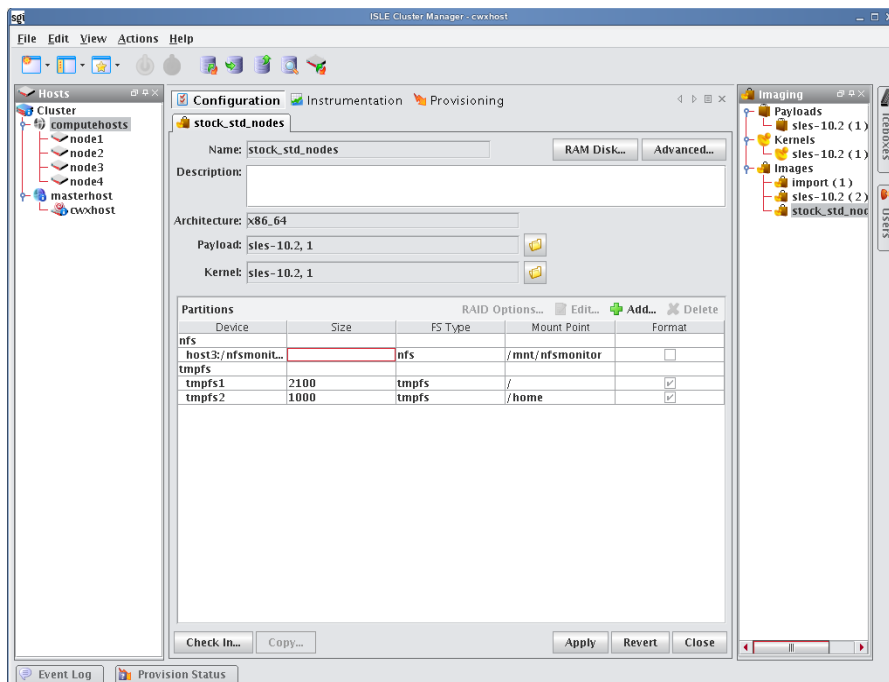 sgi
ISLE Cluster Manager - cwxhost
File Edit View Actions Help
Hosts
Cluster
computehosts
node1
node2
node3
node4
masterhost
cwxhost
Configuration Instrumentation Provisioning
stock_std_nodes
Name: stock_std_nodes RAM Disk... Advanced...
Description:
Architecture: x86_64
Payload: sles-10.2, 1
Kernel: sles-10.2, 1
Partitions RAID Options... Edit... Add... Delete
Device Size FS Type Mount Point Format
nfs
host3:/nfsmonit... nfs /mnt/nfsmonitor
tmpfs
tmpfs1 2100 tmpfs /
tmpfs2 1000 tmpfs /home
Check In... Copy... Apply Revert Close
Imaging
Payloads
sles-10.2 (1)
Kernels
sles-10.2 (1)
Images
import (1)
sles-10.2 (2)
stock_std_noc
Iceboxes
Users
Event Log Provision Status